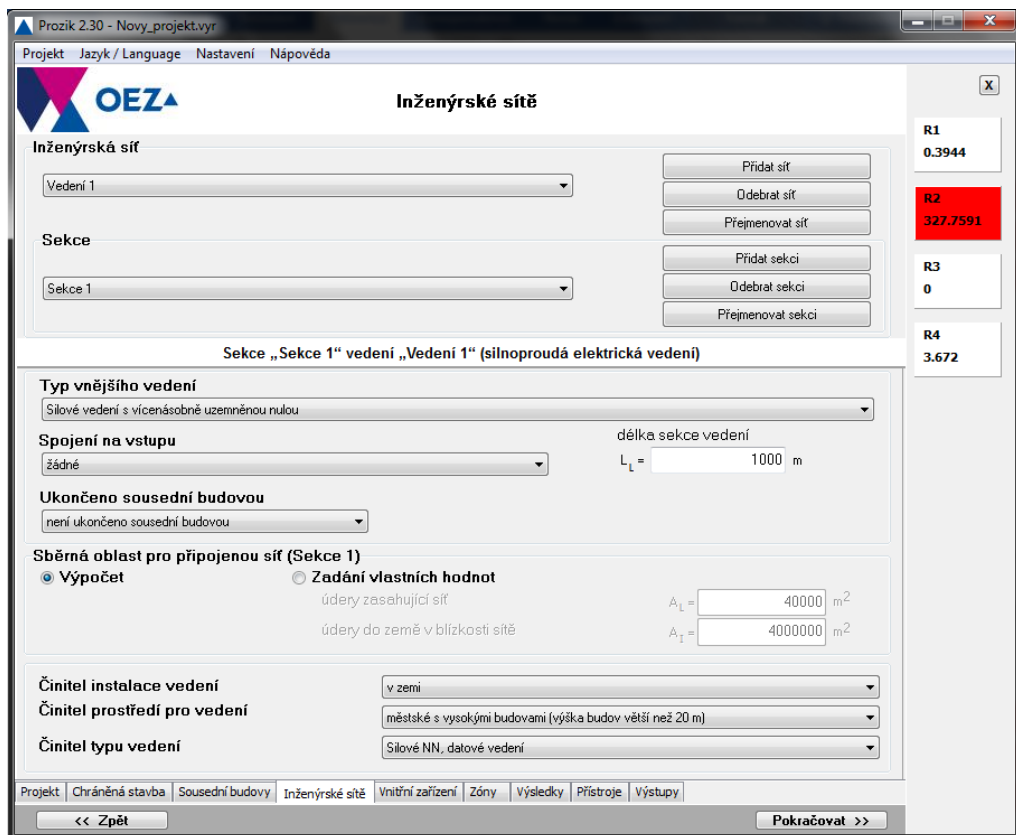 Prozik 2.30 - Novy_projekt.vyr
Projekt Jazyk / Language Nastavení Nápověda
OEZ
Inženýrské sítě
X
R1
0.3944
R2
327.7591
R3
0
R4
3.672
Inženýrská síť
Vedení 1
Přidat síť
Odebrat síť
Přejmenovat síť
Sekce
Sekce 1
Přidat sekci
Odebrat sekci
Přejmenovat sekci
Sekce „Sekce 1“ vedení „Vedení 1“ (silnoproudá elektrická vedení)
Typ vnějšího vedení
Silové vedení s vícenásobně uzemněnou nulou
Spojení na vstupu
žádné
délka sekce vedení
L_L = 1000 m
Ukončeno sousední budovou
není ukončeno sousední budovou
Sběrná oblast pro připojenou síť (Sekce 1)
Výpočet Zadání vlastních hodnot
údery zasahující síť A_L = 40000 m²
údery do země v blízkosti sítě A_I = 4000000 m²
Činitel instalace vedení v zemi
Činitel prostředí pro vedení městské s vysokými budovami (výška budov větší než 20 m)
Činitel typu vedení Silové NN, datové vedení
Projekt Chráněná stavba Sousední budovy Inženýrské sítě Vnitřní zařízení Zóny Výsledky Přístroje Výstupy
<< Zpět Pokračovat >>